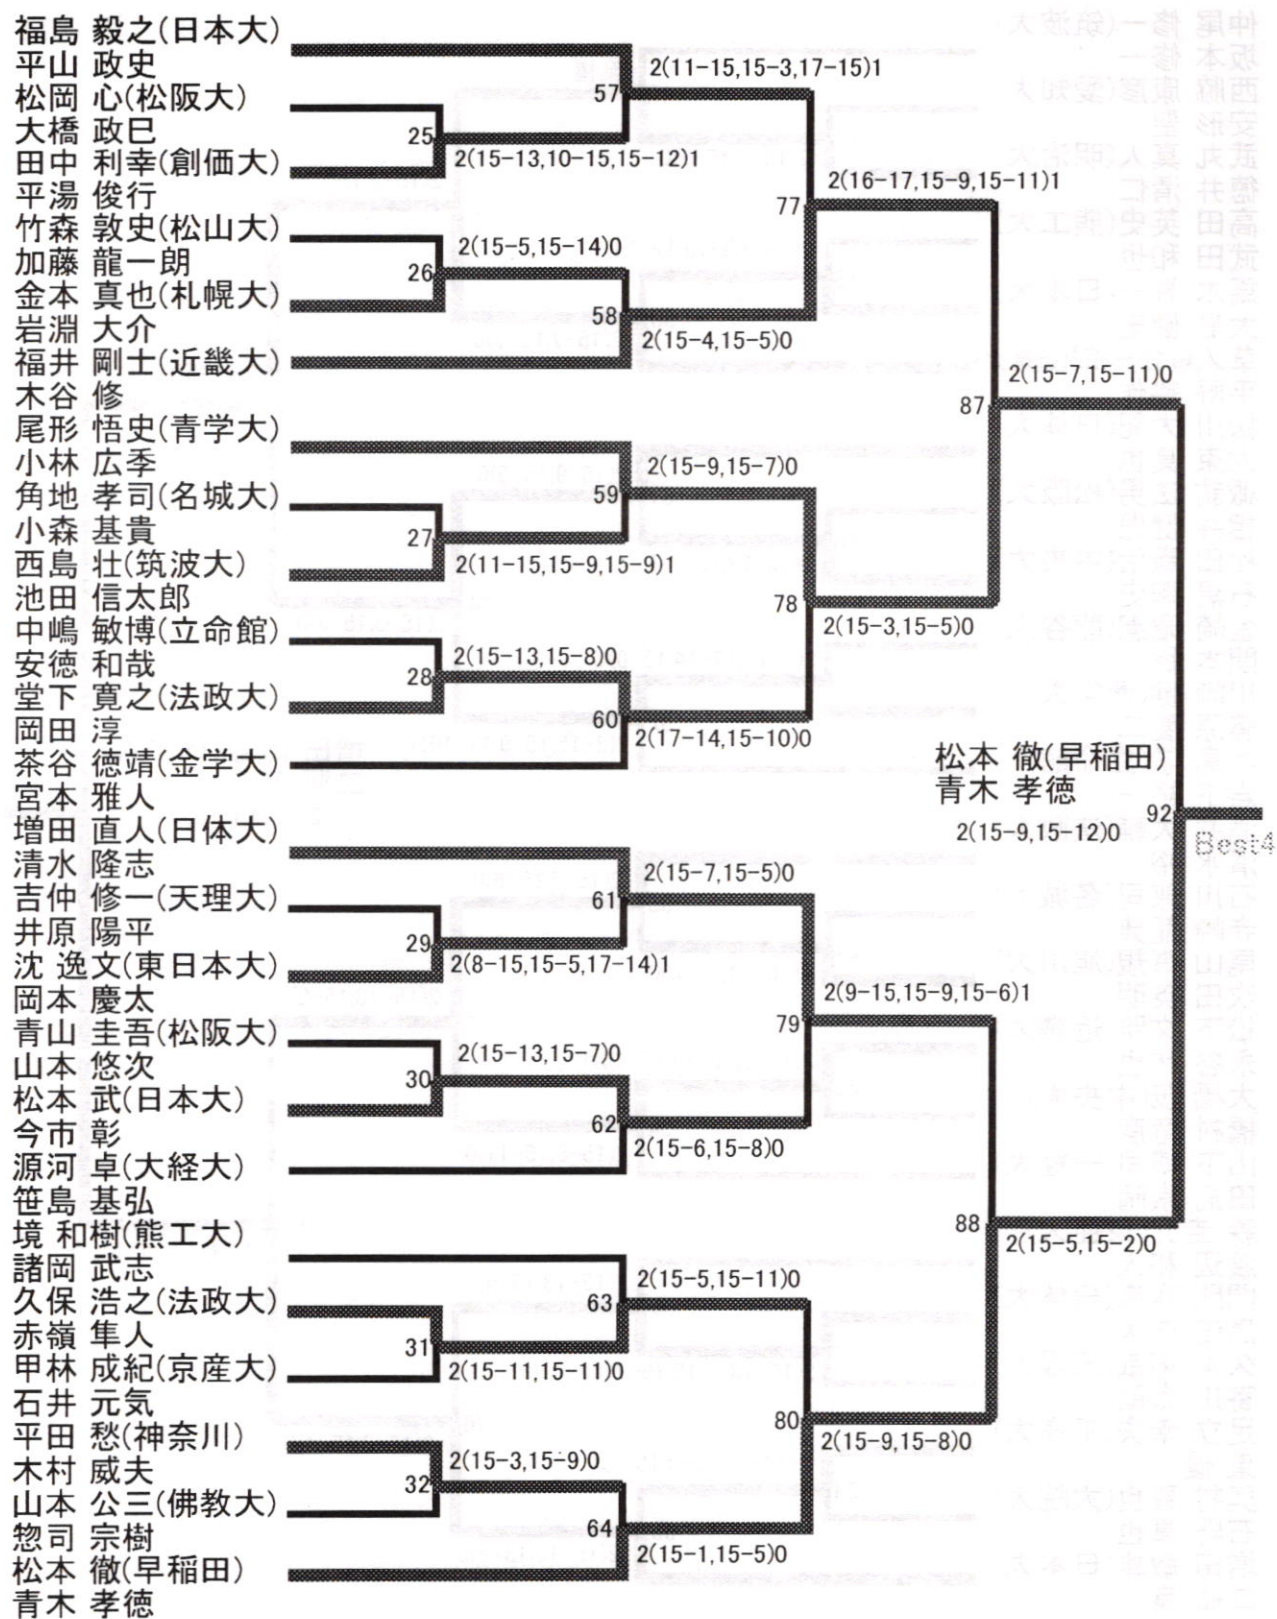 福島 毅之(日本大)
平山 政史
松岡 心(松阪大)
大橋 政巳
田中 利幸(創価大)
平湯 俊行
竹森 敦史(松山大)
加藤 龍一朗
金本 真也(札幌大)
岩淵 大介
福井 剛士(近畿大)
木谷 修
尾形 悟史(青学大)
小林 広季
角地 孝司(名城大)
小森 基貴
西島 壮(筑波大)
池田 信太郎
中嶋 敏博(立命館)
安徳 和哉
堂下 寛之(法政大)
岡田 淳
茶谷 徳靖(金学大)
宮本 雅人
増田 直人(日体大)
清水 隆志
吉仲 修一(天理大)
井原 陽平
沈 逸文(東日本大)
岡本 慶太
青山 圭吾(松阪大)
山本 悠次
松本 武(日本大)
今市 彰
源河 卓(大経大)
笹島 基弘
境 和樹(熊工大)
諸岡 武志
久保 浩之(法政大)
赤嶺 隼人
甲林 成紀(京産大)
石井 元気
平田 愁(神奈川)
木村 威夫
山本 公三(佛教大)
惣司 宗樹
松本 徹(早稲田)
青木 孝徳
25
2(15-13,10-15,15-12)1
26
2(15-5,15-14)0
27
2(11-15,15-9,15-9)1
28
2(15-13,15-8)0
29
2(8-15,15-5,17-14)1
30
2(15-13,15-7)0
31
2(15-11,15-11)0
32
2(15-3,15-9)0
57
2(11-15,15-3,17-15)1
58
2(15-4,15-5)0
59
2(15-9,15-7)0
60
2(17-14,15-10)0
61
2(15-7,15-5)0
62
2(15-6,15-8)0
63
2(15-5,15-11)0
64
2(15-1,15-5)0
77
2(16-17,15-9,15-11)1
78
2(15-3,15-5)0
79
2(9-15,15-9,15-6)1
80
2(15-9,15-8)0
87
2(15-7,15-11)0
88
2(15-5,15-2)0
松本 徹(早稲田)
青木 孝徳
92
2(15-9,15-12)0
Best4